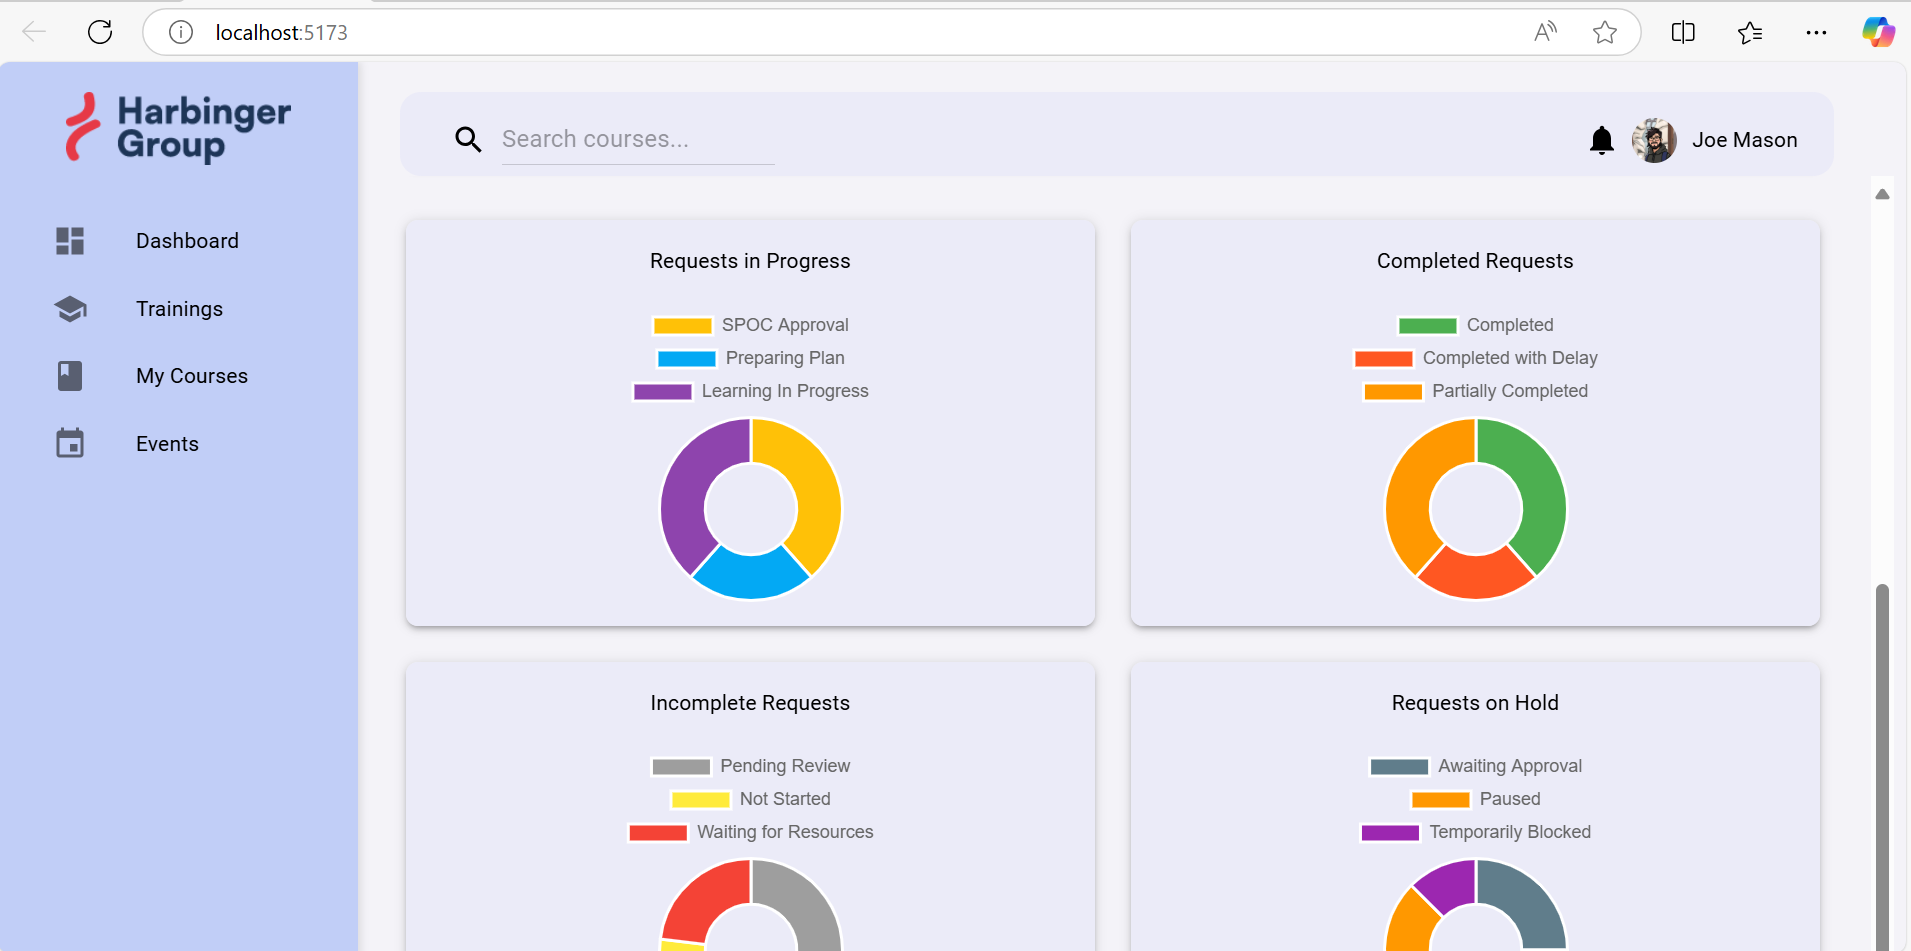 localhost:5173
Harbinger
Group
Search courses...
Joe Mason
Dashboard
Trainings
My Courses
Events
Requests in Progress
SPOC Approval
Preparing Plan
Learning In Progress
Completed Requests
Completed
Completed with Delay
Partially Completed
Incomplete Requests
Pending Review
Not Started
Waiting for Resources
Requests on Hold
Awaiting Approval
Paused
Temporarily Blocked